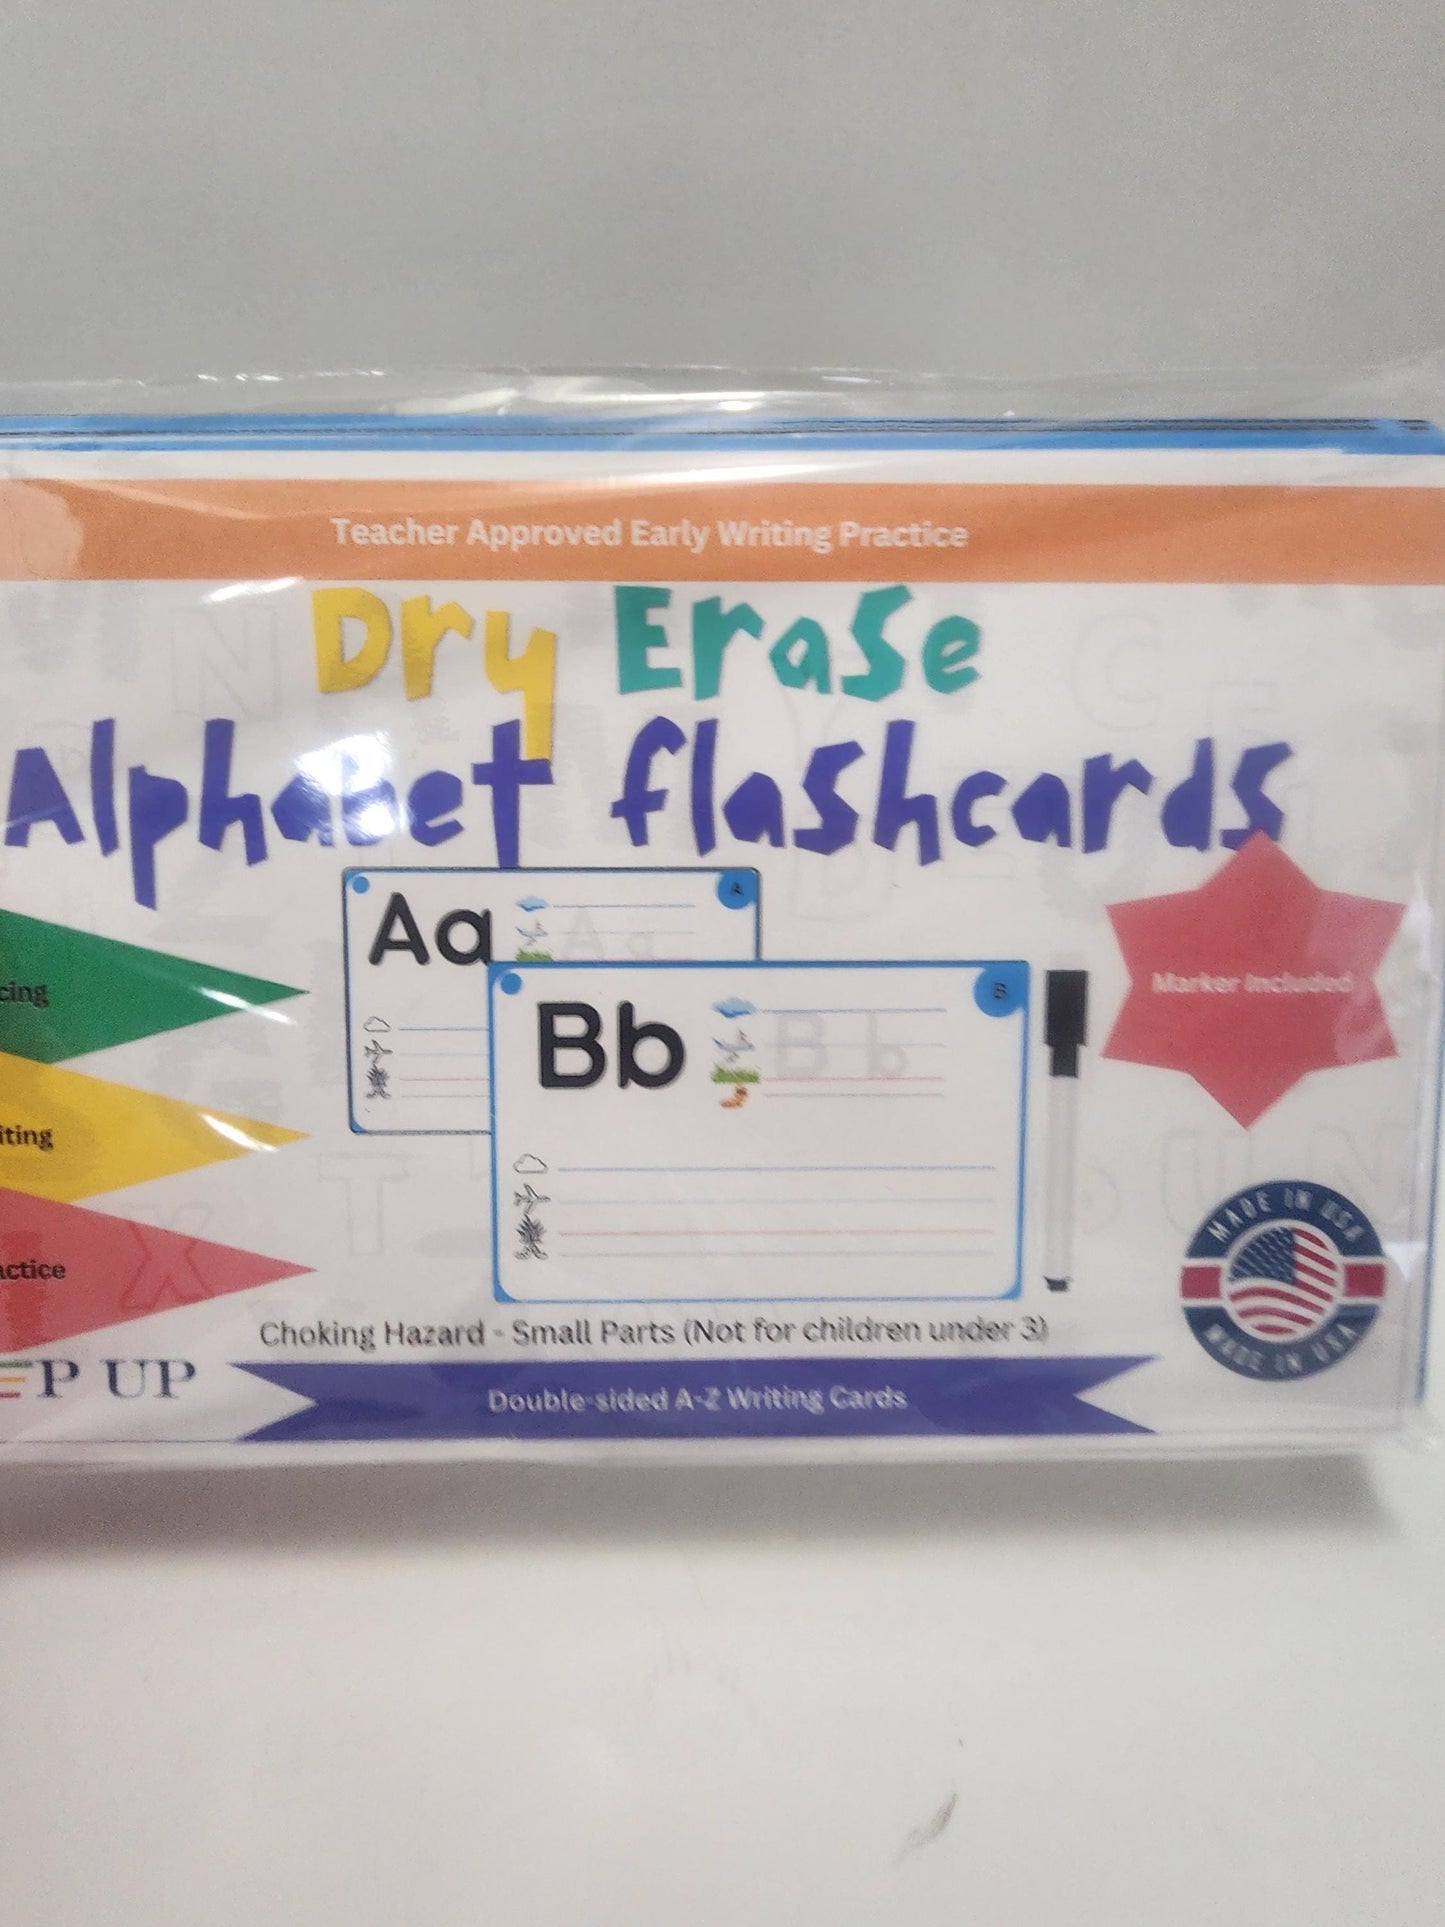 Teacher Approved Early Writing Practice
Dry Erase
Alphabet flashcards
Aa
A
A a
Bb
B
B b
Marker Included
cing
iting
actice
MADE IN USA
MADE IN USA
Choking Hazard - Small Parts (Not for children under 3)
EP UP
Double-sided A-Z Writing Cards